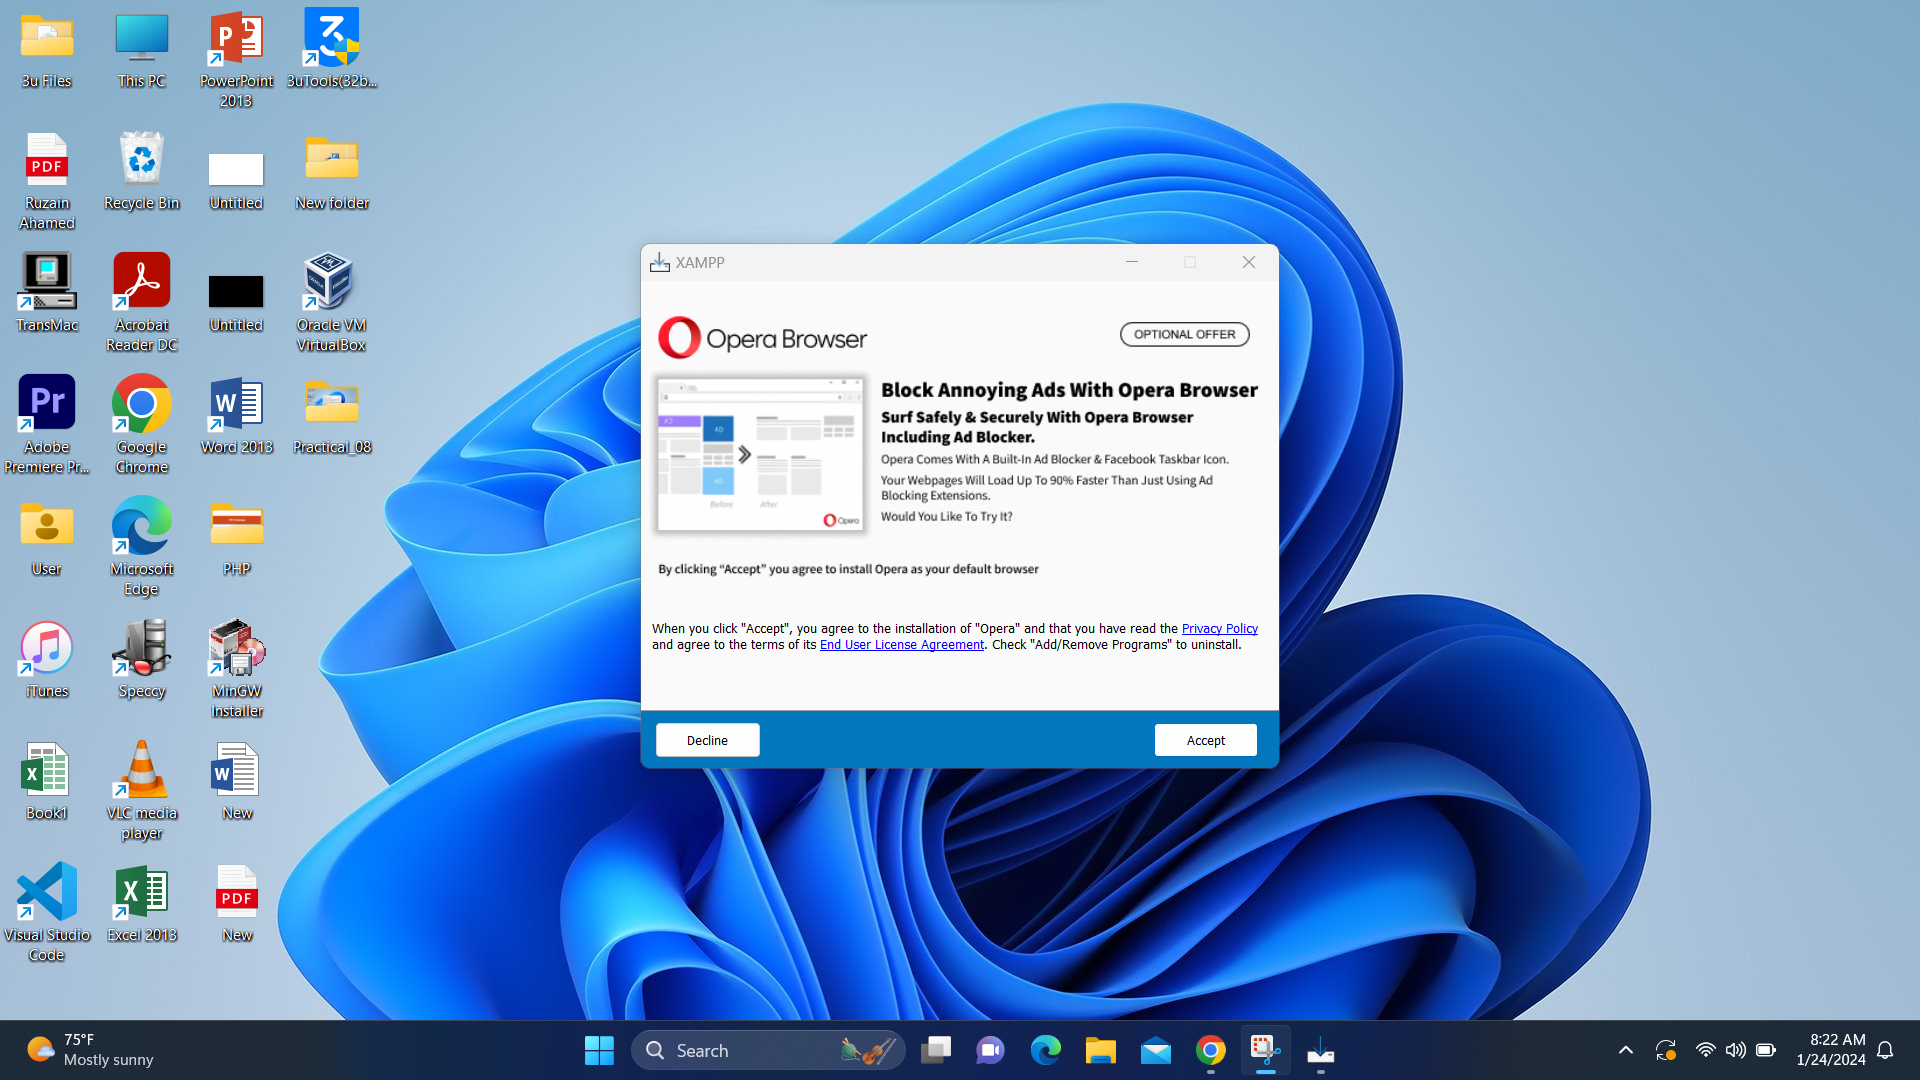 3u Files
This PC
PowerPoint
2013
3uTools(32b...
PDF
Ruzain
Ahamed
Recycle Bin
Untitled
New folder
TransMac
Acrobat
Reader DC
Untitled
Oracle VM
VirtualBox
Pr
Adobe
Premiere Pr...
Google
Chrome
Word 2013
Practical_08
User
Microsoft
Edge
PHP
iTunes
Speccy
MinGW
Installer
Book1
VLC media
player
New
Visual Studio
Code
Excel 2013
PDF
New
XAMPP
Opera Browser
OPTIONAL OFFER
Block Annoying Ads With Opera Browser
Surf Safely & Securely With Opera Browser
Including Ad Blocker.
Opera Comes With A Built-In Ad Blocker & Facebook Taskbar Icon.
Your Webpages Will Load Up To 90% Faster Than Just Using Ad
Blocking Extensions.
Would You Like To Try It?
AD
AD
Before
After
Opera
By clicking “Accept” you agree to install Opera as your default browser
When you click "Accept", you agree to the installation of "Opera" and that you have read the Privacy Policy
and agree to the terms of its End User License Agreement. Check "Add/Remove Programs" to uninstall.
Decline
Accept
75°F
Mostly sunny
Search
8:22 AM
1/24/2024